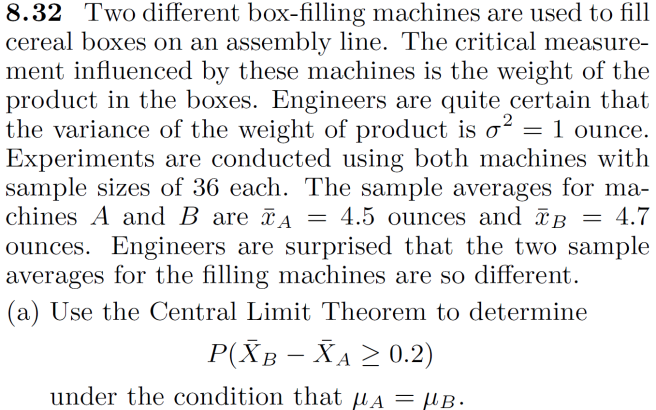 8.32 Two different box-filling machines are used to fill
cereal boxes on an assembly line. The critical measure-
ment influenced by these machines is the weight of the
product in the boxes. Engineers are quite certain that
the variance of the weight of product is σ² = 1 ounce.
Experiments are conducted using both machines with
sample sizes of 36 each. The sample averages for ma-
chines A and B are x̄_A = 4.5 ounces and x̄_B = 4.7
ounces. Engineers are surprised that the two sample
averages for the filling machines are so different.
(a) Use the Central Limit Theorem to determine
P(X̄_B − X̄_A ≥ 0.2)
under the condition that μ_A = μ_B.